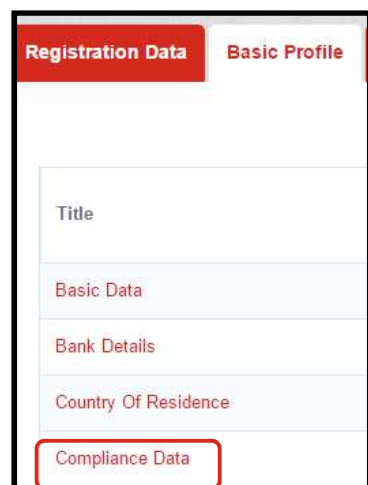 Registration Data Basic Profile
Title
Basic Data
Bank Details
Country Of Residence
Compliance Data